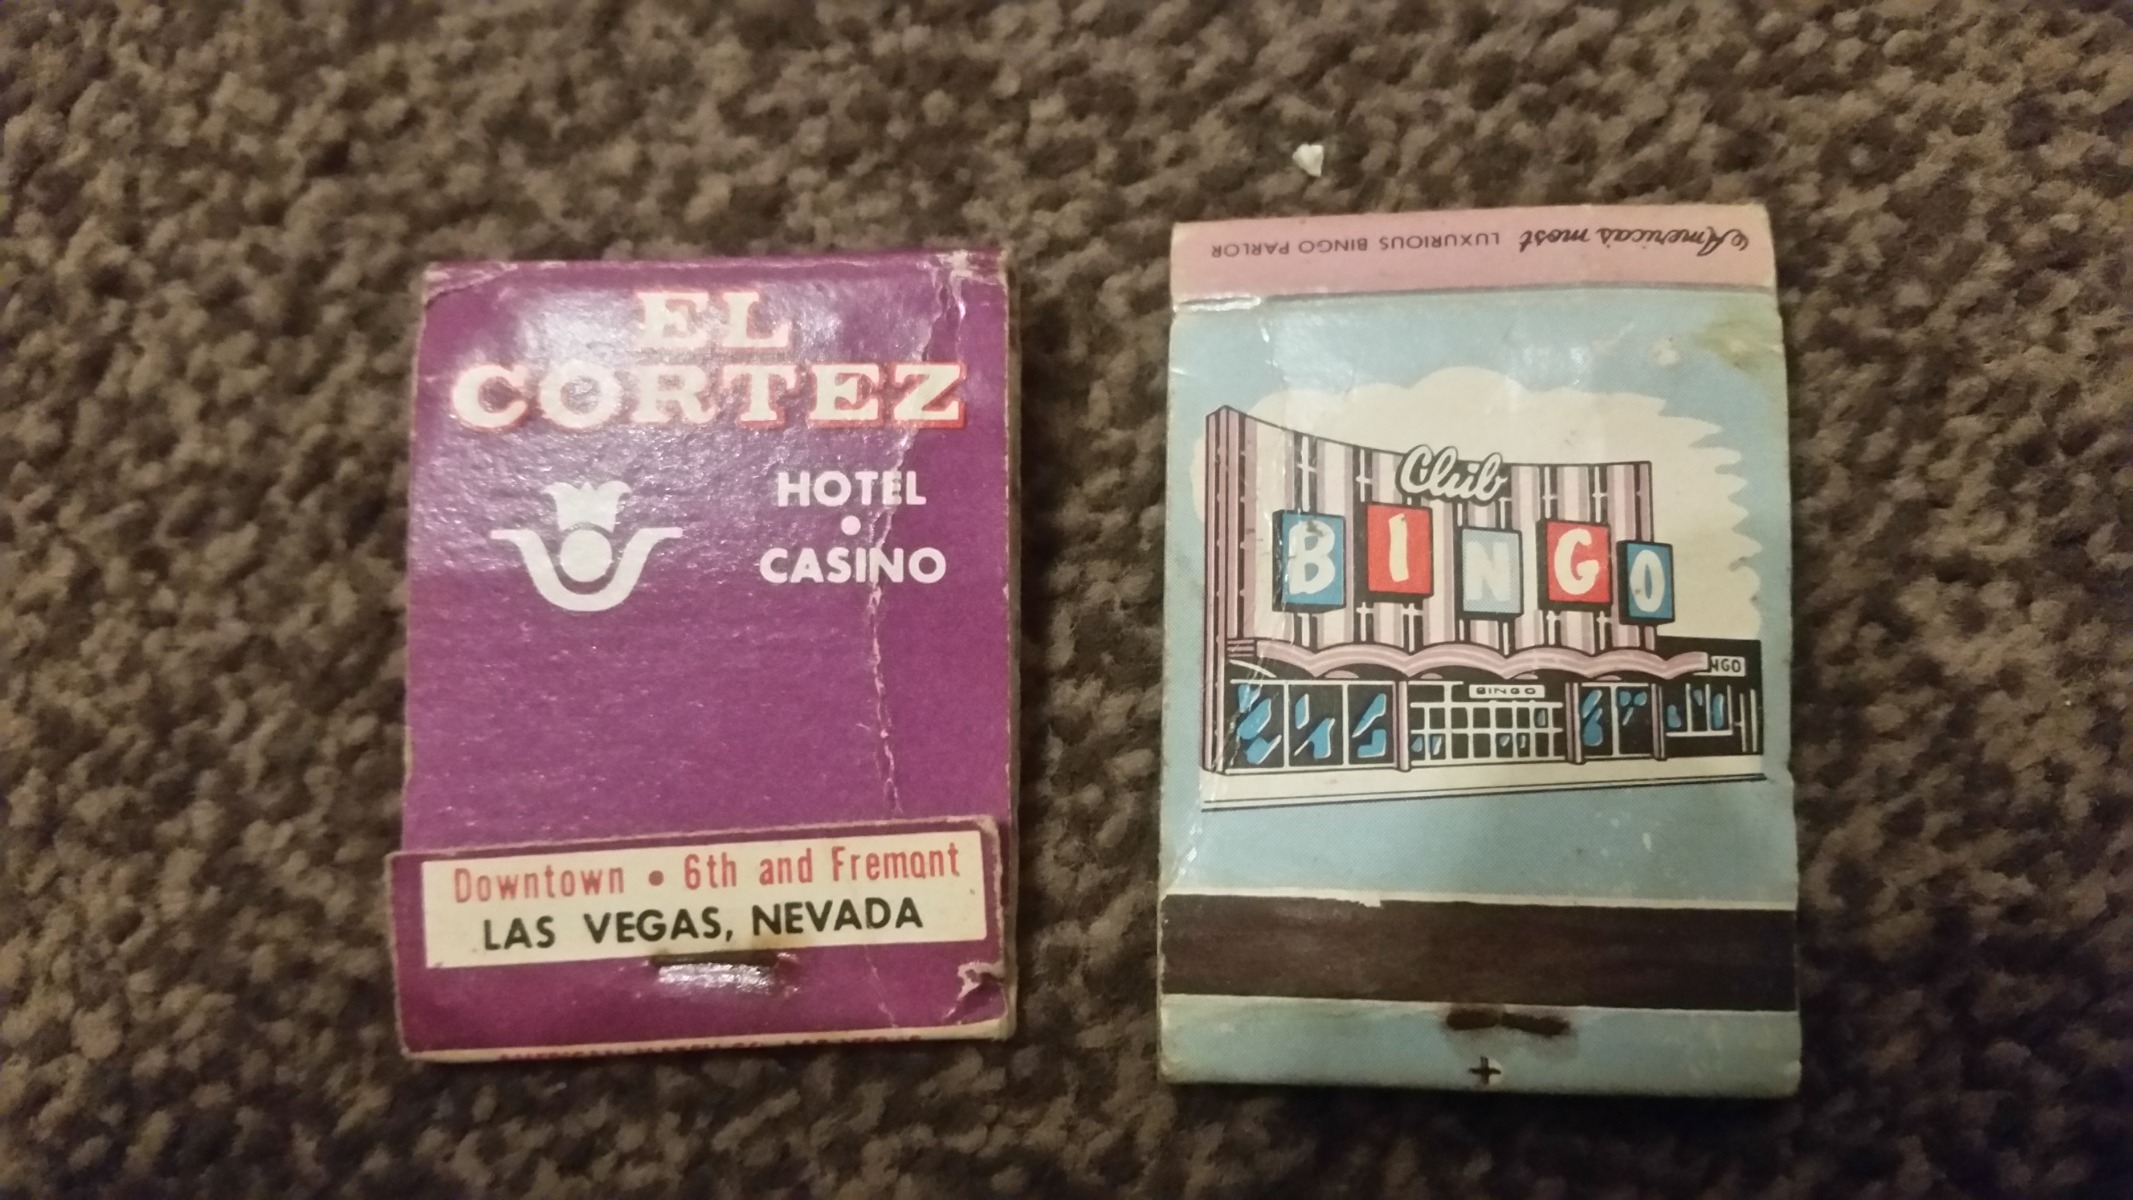 EL
CORTEZ
HOTEL
•
CASINO
Downtown • 6th and Fremont
LAS VEGAS, NEVADA
America's most LUXURIOUS BINGO PARLOR
Club
BINGO
NGO
BINGO